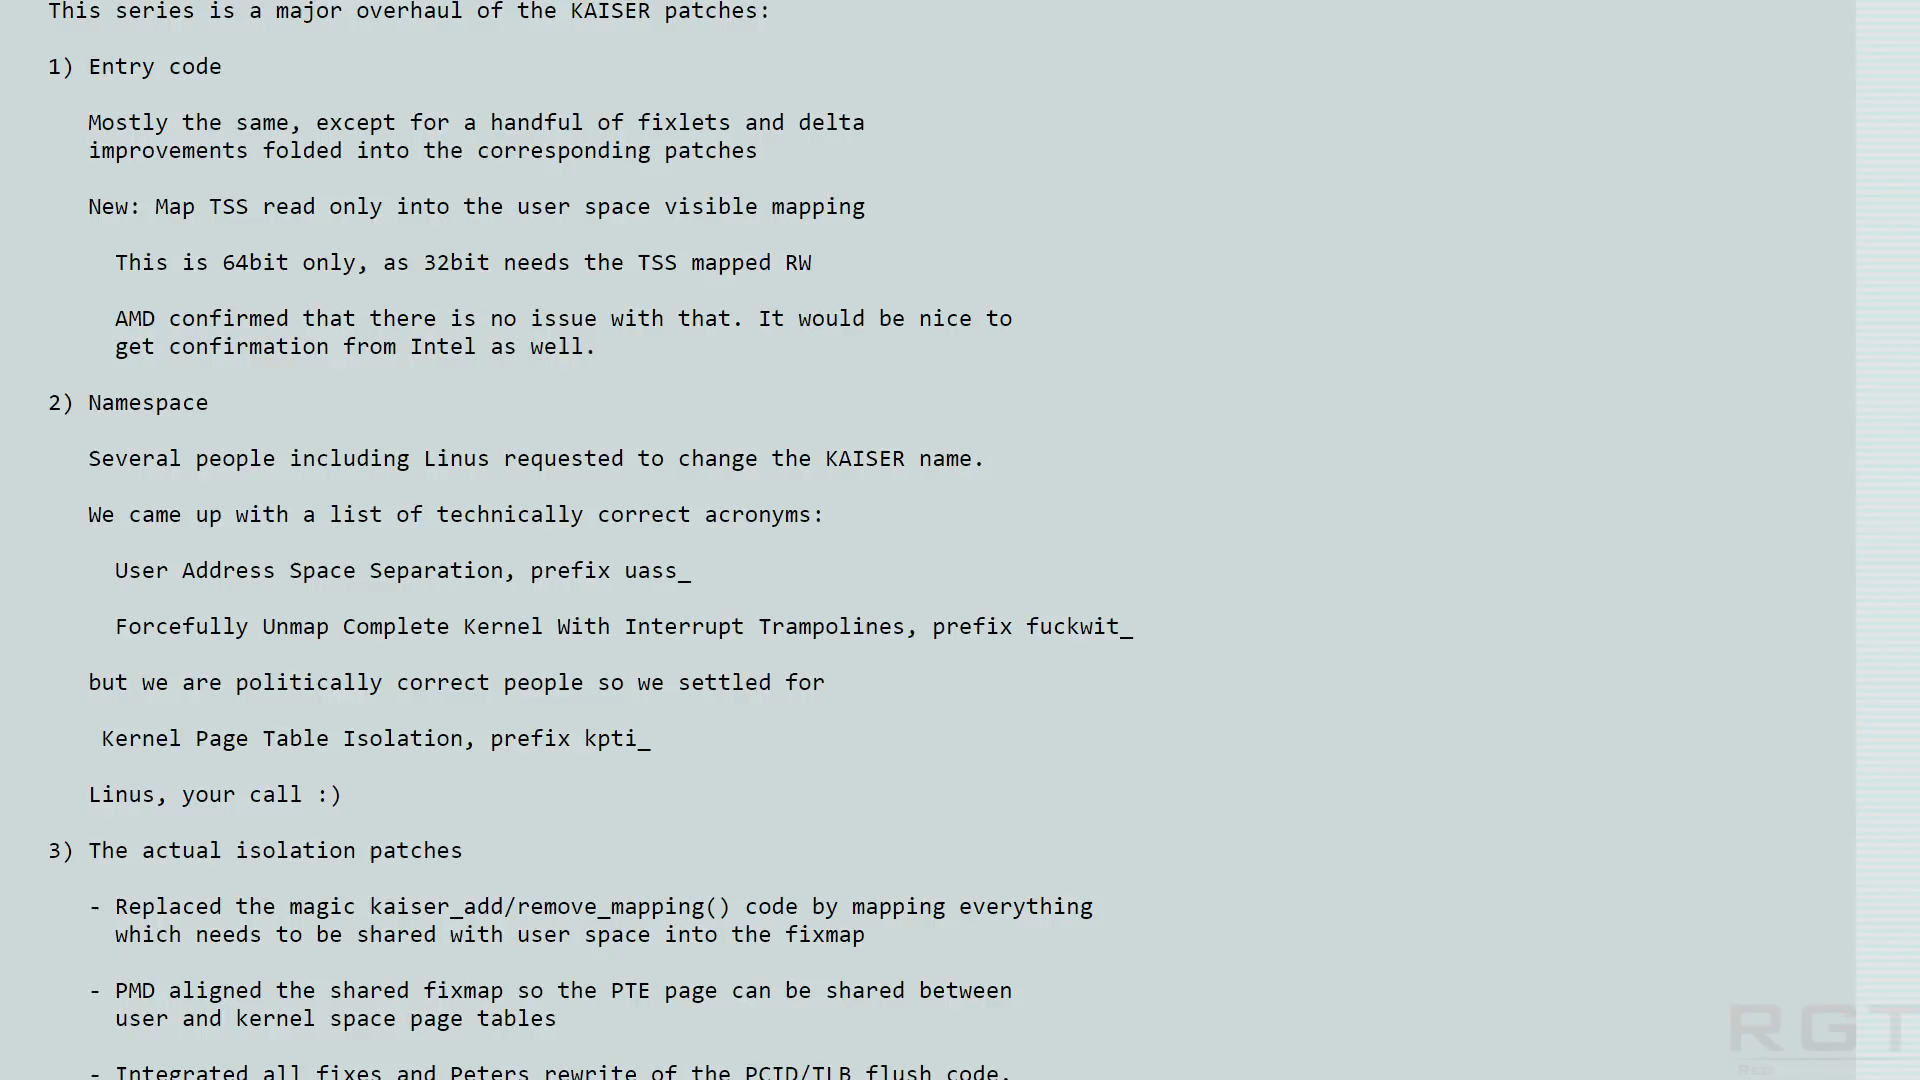 This series is a major overhaul of the KAISER patches:
1) Entry code
Mostly the same, except for a handful of fixlets and delta
improvements folded into the corresponding patches
New: Map TSS read only into the user space visible mapping
This is 64bit only, as 32bit needs the TSS mapped RW
AMD confirmed that there is no issue with that. It would be nice to
get confirmation from Intel as well.
2) Namespace
Several people including Linus requested to change the KAISER name.
We came up with a list of technically correct acronyms:
User Address Space Separation, prefix uass_
Forcefully Unmap Complete Kernel With Interrupt Trampolines, prefix fuckwit_
but we are politically correct people so we settled for
Kernel Page Table Isolation, prefix kpti_
Linus, your call :)
3) The actual isolation patches
- Replaced the magic kaiser_add/remove_mapping() code by mapping everything
which needs to be shared with user space into the fixmap
- PMD aligned the shared fixmap so the PTE page can be shared between
user and kernel space page tables
- Integrated all fixes and Peters rewrite of the PCID/TLB flush code.
RGT